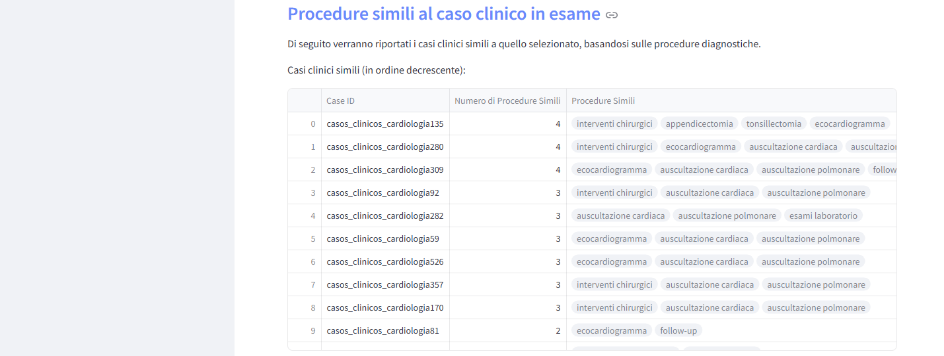 Procedure simili al caso clinico in esame
Di seguito verranno riportati i casi clinici simili a quello selezionato, basandosi sulle procedure diagnostiche.
Casi clinici simili (in ordine decrescente):
Case ID Numero di Procedure Simili Procedure Simili
0 casos_clinicos_cardiologia135 4 interventi chirurgici appendicectomia tonsillectomia ecocardiogramma
1 casos_clinicos_cardiologia280 4 interventi chirurgici ecocardiogramma auscultazione cardiaca auscultazion
2 casos_clinicos_cardiologia309 4 ecocardiogramma auscultazione cardiaca auscultazione polmonare follow
3 casos_clinicos_cardiologia92 3 interventi chirurgici auscultazione cardiaca auscultazione polmonare
4 casos_clinicos_cardiologia282 3 auscultazione cardiaca auscultazione polmonare esami laboratorio
5 casos_clinicos_cardiologia59 3 ecocardiogramma auscultazione cardiaca auscultazione polmonare
6 casos_clinicos_cardiologia526 3 ecocardiogramma auscultazione cardiaca auscultazione polmonare
7 casos_clinicos_cardiologia357 3 interventi chirurgici auscultazione cardiaca auscultazione polmonare
8 casos_clinicos_cardiologia170 3 interventi chirurgici auscultazione cardiaca auscultazione polmonare
9 casos_clinicos_cardiologia81 2 ecocardiogramma follow-up